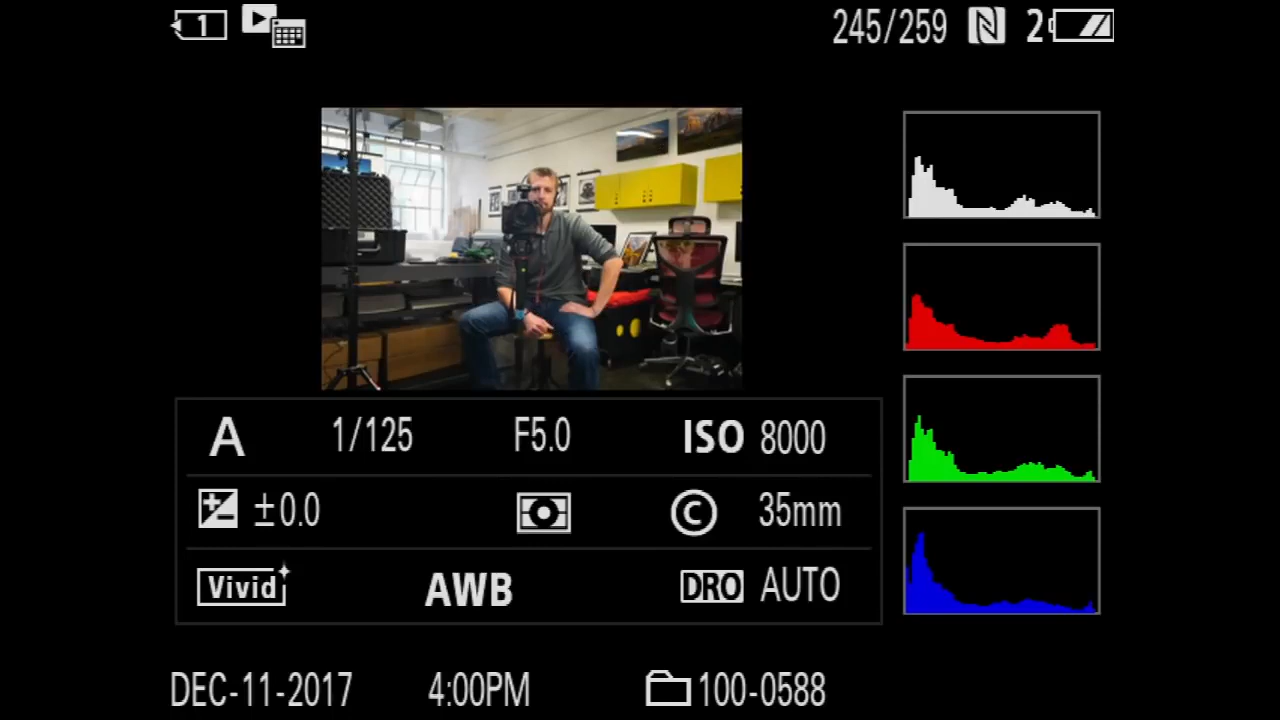 1 245/259 N 2
A 1/125 F5.0 ISO 8000
±0.0 C 35mm
Vivid AWB DRO AUTO
DEC-11-2017 4:00PM 100-0588